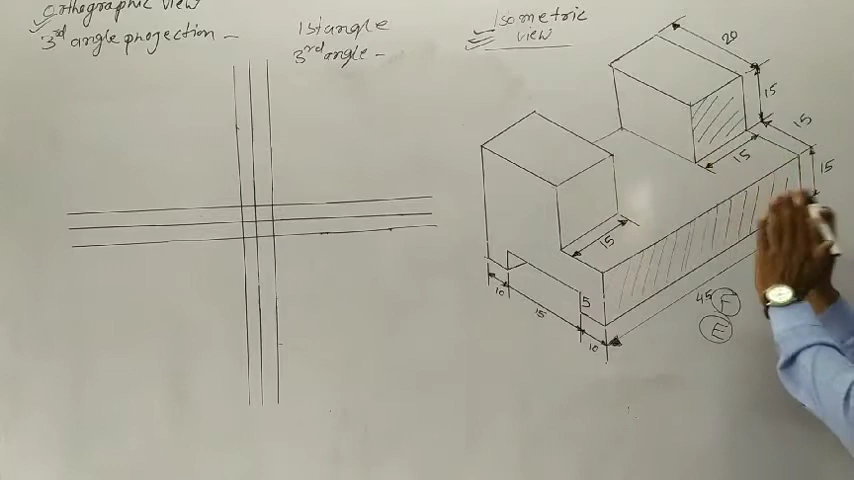 Orthographic view
3rd angle projection -
1st angle
3rd angle -
Isometric
view
20
15
15
15
15
15
5
10
15
10
45
F
E